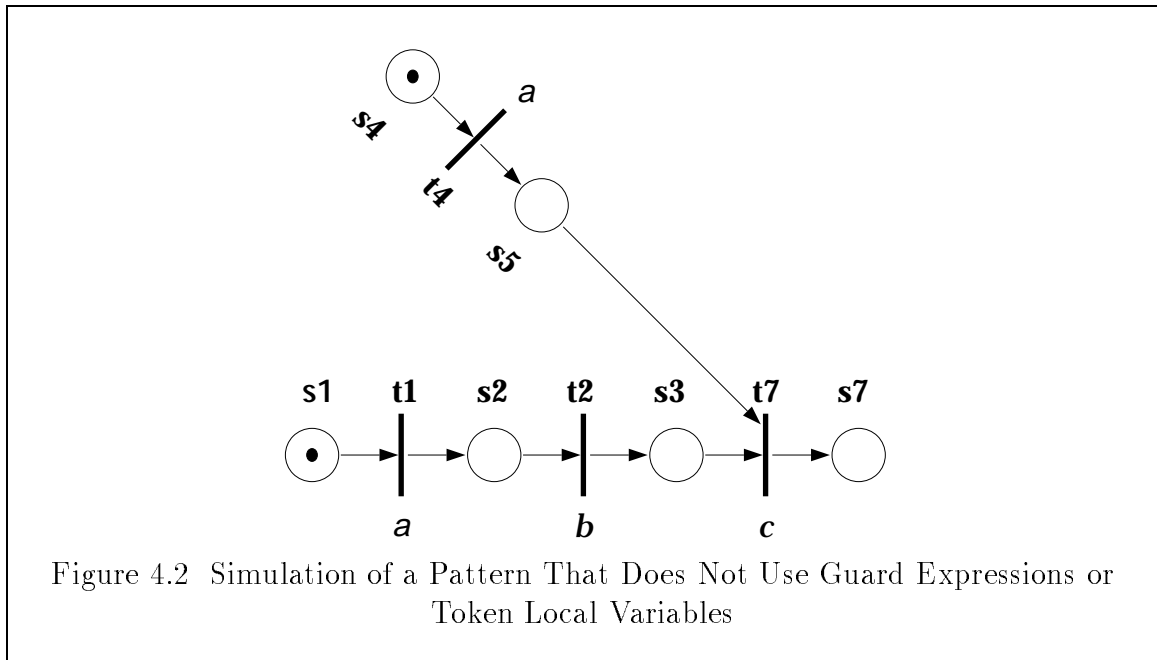 a
s4
t4
s5
s1 t1 s2 t2 s3 t7 s7
a b c
Figure 4.2 Simulation of a Pattern That Does Not Use Guard Expressions or
Token Local Variables